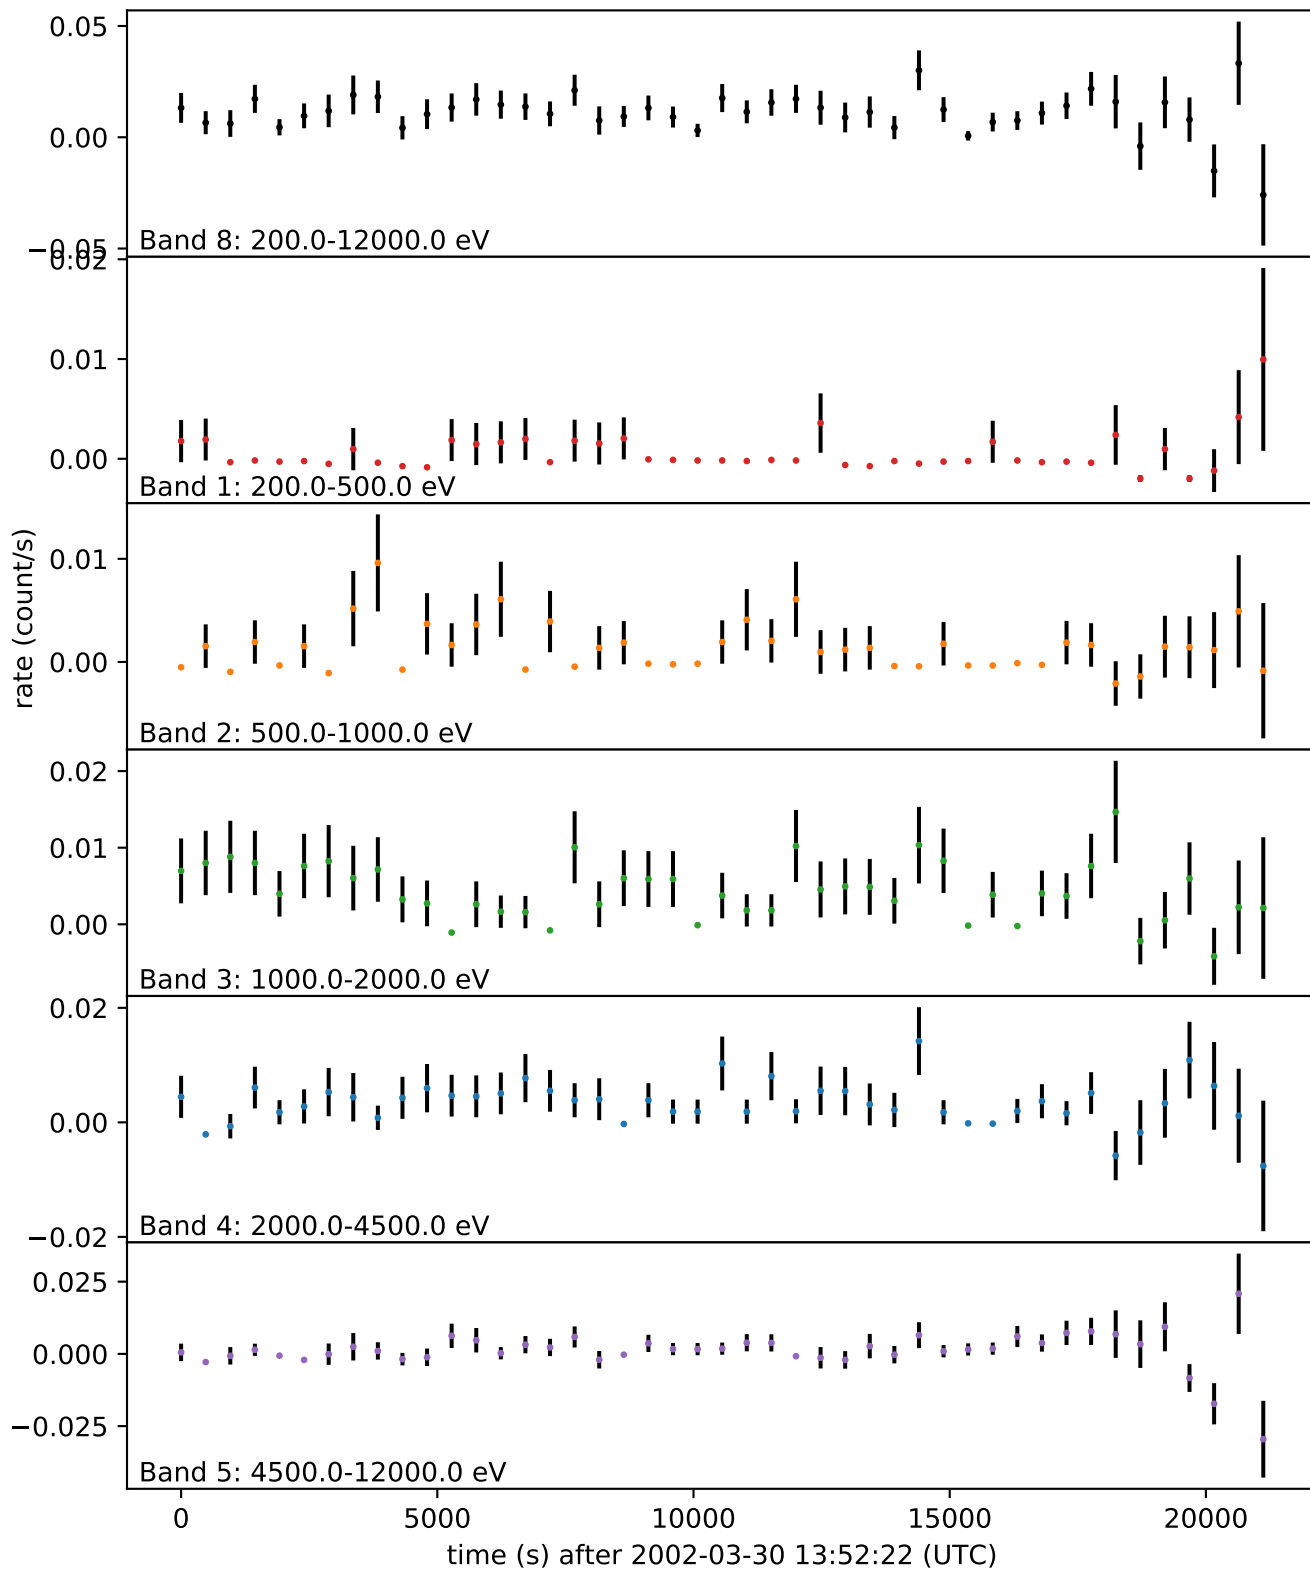 0.05
0.00
−0.05
Band 8: 200.0-12000.0 eV
0.02
0.01
0.00
Band 1: 200.0-500.0 eV
0.01
0.00
Band 2: 500.0-1000.0 eV
rate (count/s)
0.02
0.01
0.00
Band 3: 1000.0-2000.0 eV
0.02
0.00
−0.02
Band 4: 2000.0-4500.0 eV
0.025
0.000
−0.025
Band 5: 4500.0-12000.0 eV
0 5000 10000 15000 20000
time (s) after 2002-03-30 13:52:22 (UTC)